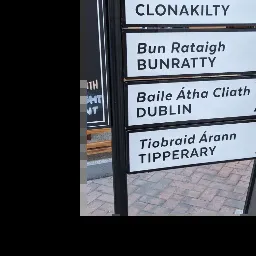 CLONAKILTY
Bun Rataigh
BUNRATTY
Baile Átha Cliath
DUBLIN
Tiobraid Árann
TIPPERARY